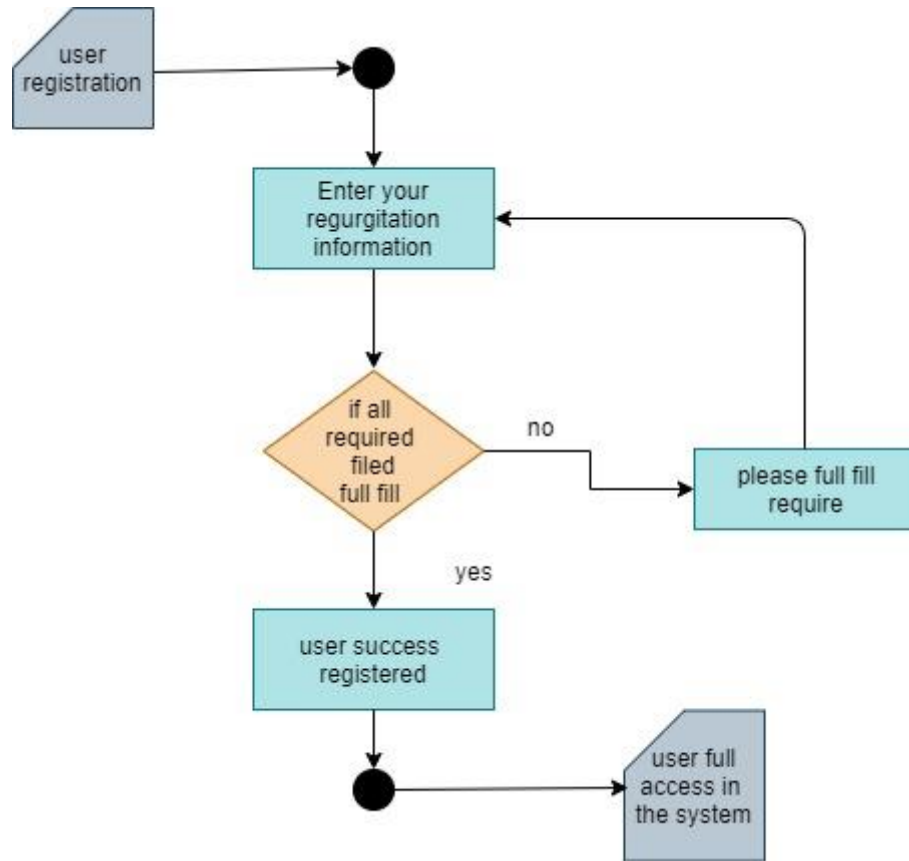 user
registration
Enter your
regurgitation
information
if all
required
filed
full fill
no
please full fill
require
yes
user success
registered
user full
access in
the system